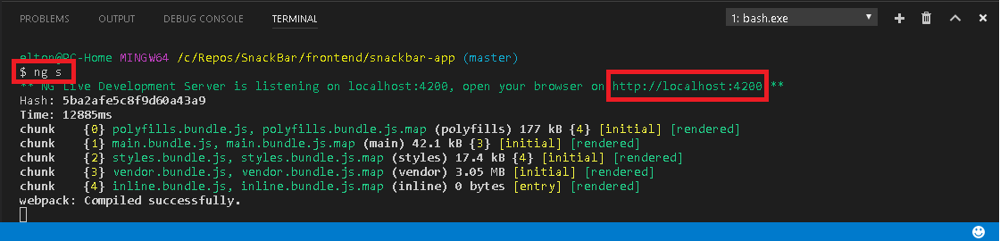 PROBLEMS OUTPUT DEBUG CONSOLE TERMINAL 1: bash.exe
elton@PC-Home MINGW64 /c/Repos/SnackBar/frontend/snackbar-app (master)
$ ng s
** NG Live Development Server is listening on localhost:4200, open your browser on http://localhost:4200 **
Hash: 5ba2afe5c8f9d60a43a9
Time: 12885ms
chunk {0} polyfills.bundle.js, polyfills.bundle.js.map (polyfills) 177 kB {4} [initial] [rendered]
chunk {1} main.bundle.js, main.bundle.js.map (main) 42.1 kB {3} [initial] [rendered]
chunk {2} styles.bundle.js, styles.bundle.js.map (styles) 17.4 kB {4} [initial] [rendered]
chunk {3} vendor.bundle.js, vendor.bundle.js.map (vendor) 3.05 MB [initial] [rendered]
chunk {4} inline.bundle.js, inline.bundle.js.map (inline) 0 bytes [entry] [rendered]
webpack: Compiled successfully.